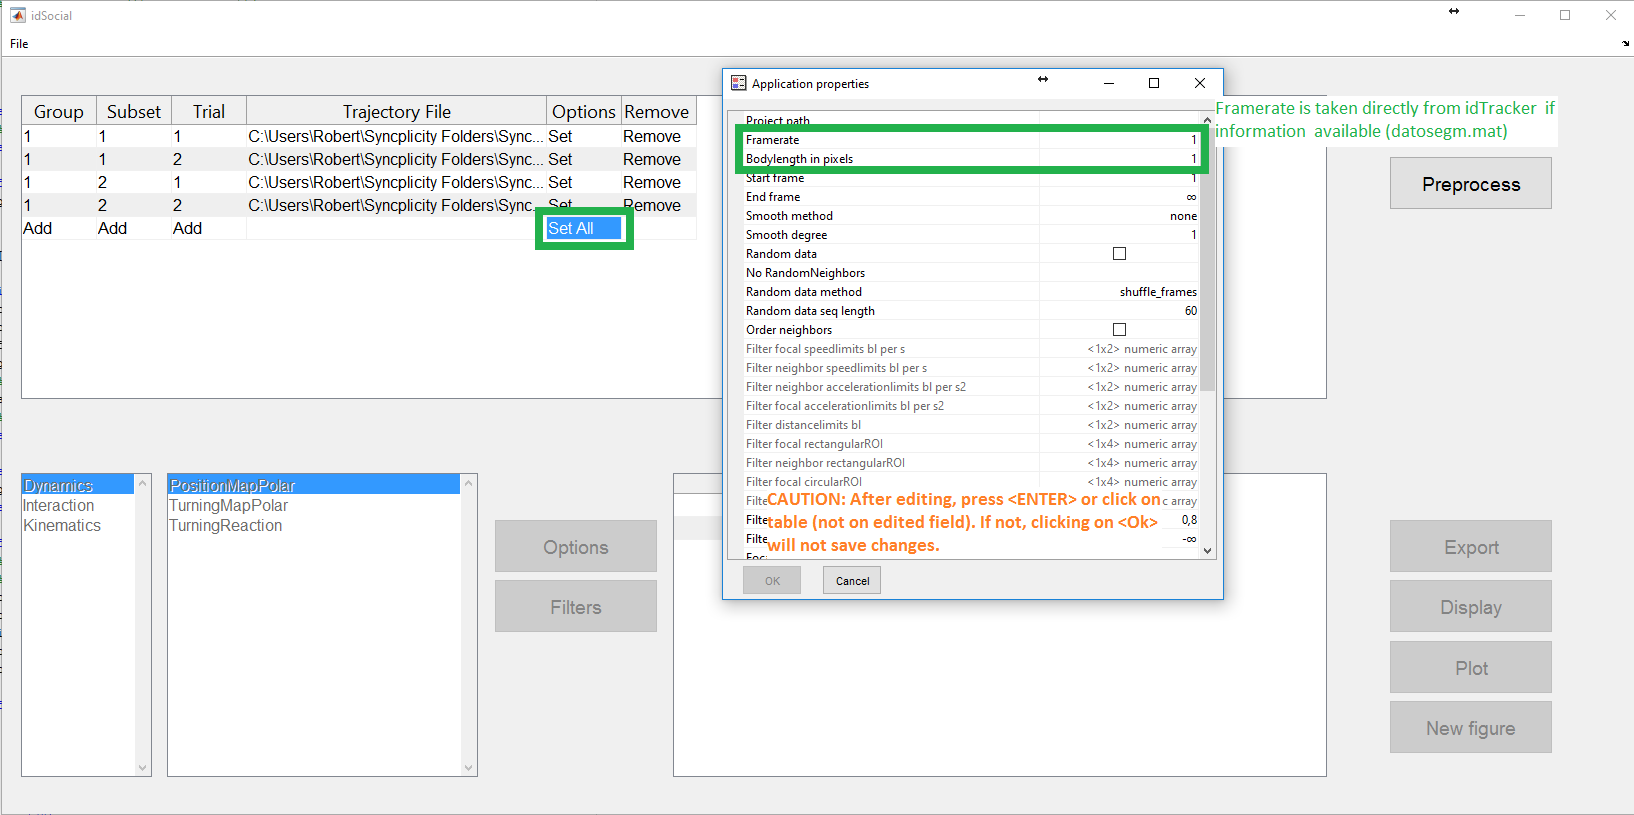 idSocial
File
Group Subset Trial Trajectory File Options Remove
1 1 1 C:\Users\Robert\Syncplicity Folders\Sync... Set Remove
1 1 2 C:\Users\Robert\Syncplicity Folders\Sync... Set Remove
1 2 1 C:\Users\Robert\Syncplicity Folders\Sync... Set Remove
1 2 2 C:\Users\Robert\Syncplicity Folders\Sync... Set Remove
Add Add Add Set All
Application properties
Project path
Framerate 1
Bodylength in pixels 1
Start frame 1
End frame ∞
Smooth method none
Smooth degree 1
Random data
No RandomNeighbors
Random data method shuffle_frames
Random data seq length 60
Order neighbors
Filter focal speedlimits bl per s <1x2> numeric array
Filter neighbor speedlimits bl per s <1x2> numeric array
Filter neighbor accelerationlimits bl per s2 <1x2> numeric array
Filter focal accelerationlimits bl per s2 <1x2> numeric array
Filter distancelimits bl <1x2> numeric array
Filter focal rectangularROI <1x4> numeric array
Filter neighbor rectangularROI <1x4> numeric array
Filter focal circularROI <1x4> numeric array
Filte c array
Filte 0,8
Filte -∞
CAUTION: After editing, press <ENTER> or click on
table (not on edited field). If not, clicking on <Ok>
will not save changes.
OK Cancel
Framerate is taken directly from idTracker if
information available (datosegm.mat)
Preprocess
Dynamics
Interaction
Kinematics
PositionMapPolar
TurningMapPolar
TurningReaction
Options
Filters
Export
Display
Plot
New figure